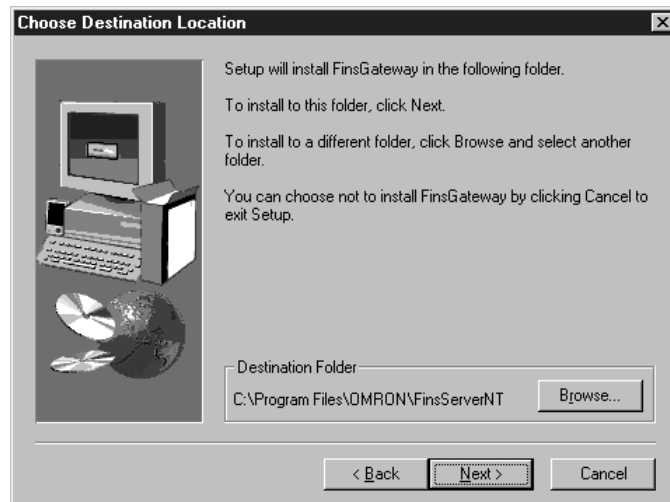 Choose Destination Location
Setup will install FinsGateway in the following folder.
To install to this folder, click Next.
To install to a different folder, click Browse and select another
folder.
You can choose not to install FinsGateway by clicking Cancel to
exit Setup.
Destination Folder
C:\Program Files\OMRON\FinsServerNT
Browse...
< Back
Next >
Cancel